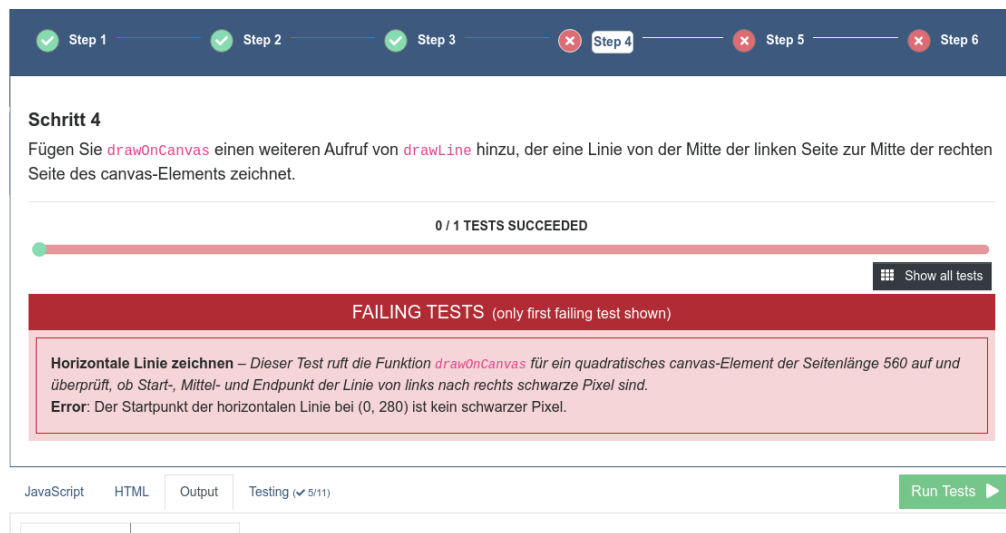 Step 1
Step 2
Step 3
Step 4
Step 5
Step 6
Schritt 4
Fügen Sie drawOnCanvas einen weiteren Aufruf von drawLine hinzu, der eine Linie von der Mitte der linken Seite zur Mitte der rechten
Seite des canvas-Elements zeichnet.
0 / 1 TESTS SUCCEEDED
Show all tests
FAILING TESTS (only first failing test shown)
Horizontale Linie zeichnen – Dieser Test ruft die Funktion drawOnCanvas für ein quadratisches canvas-Element der Seitenlänge 560 auf und
überprüft, ob Start-, Mittel- und Endpunkt der Linie von links nach rechts schwarze Pixel sind.
Error: Der Startpunkt der horizontalen Linie bei (0, 280) ist kein schwarzer Pixel.
JavaScript
HTML
Output
Testing (✔ 5/11)
Run Tests